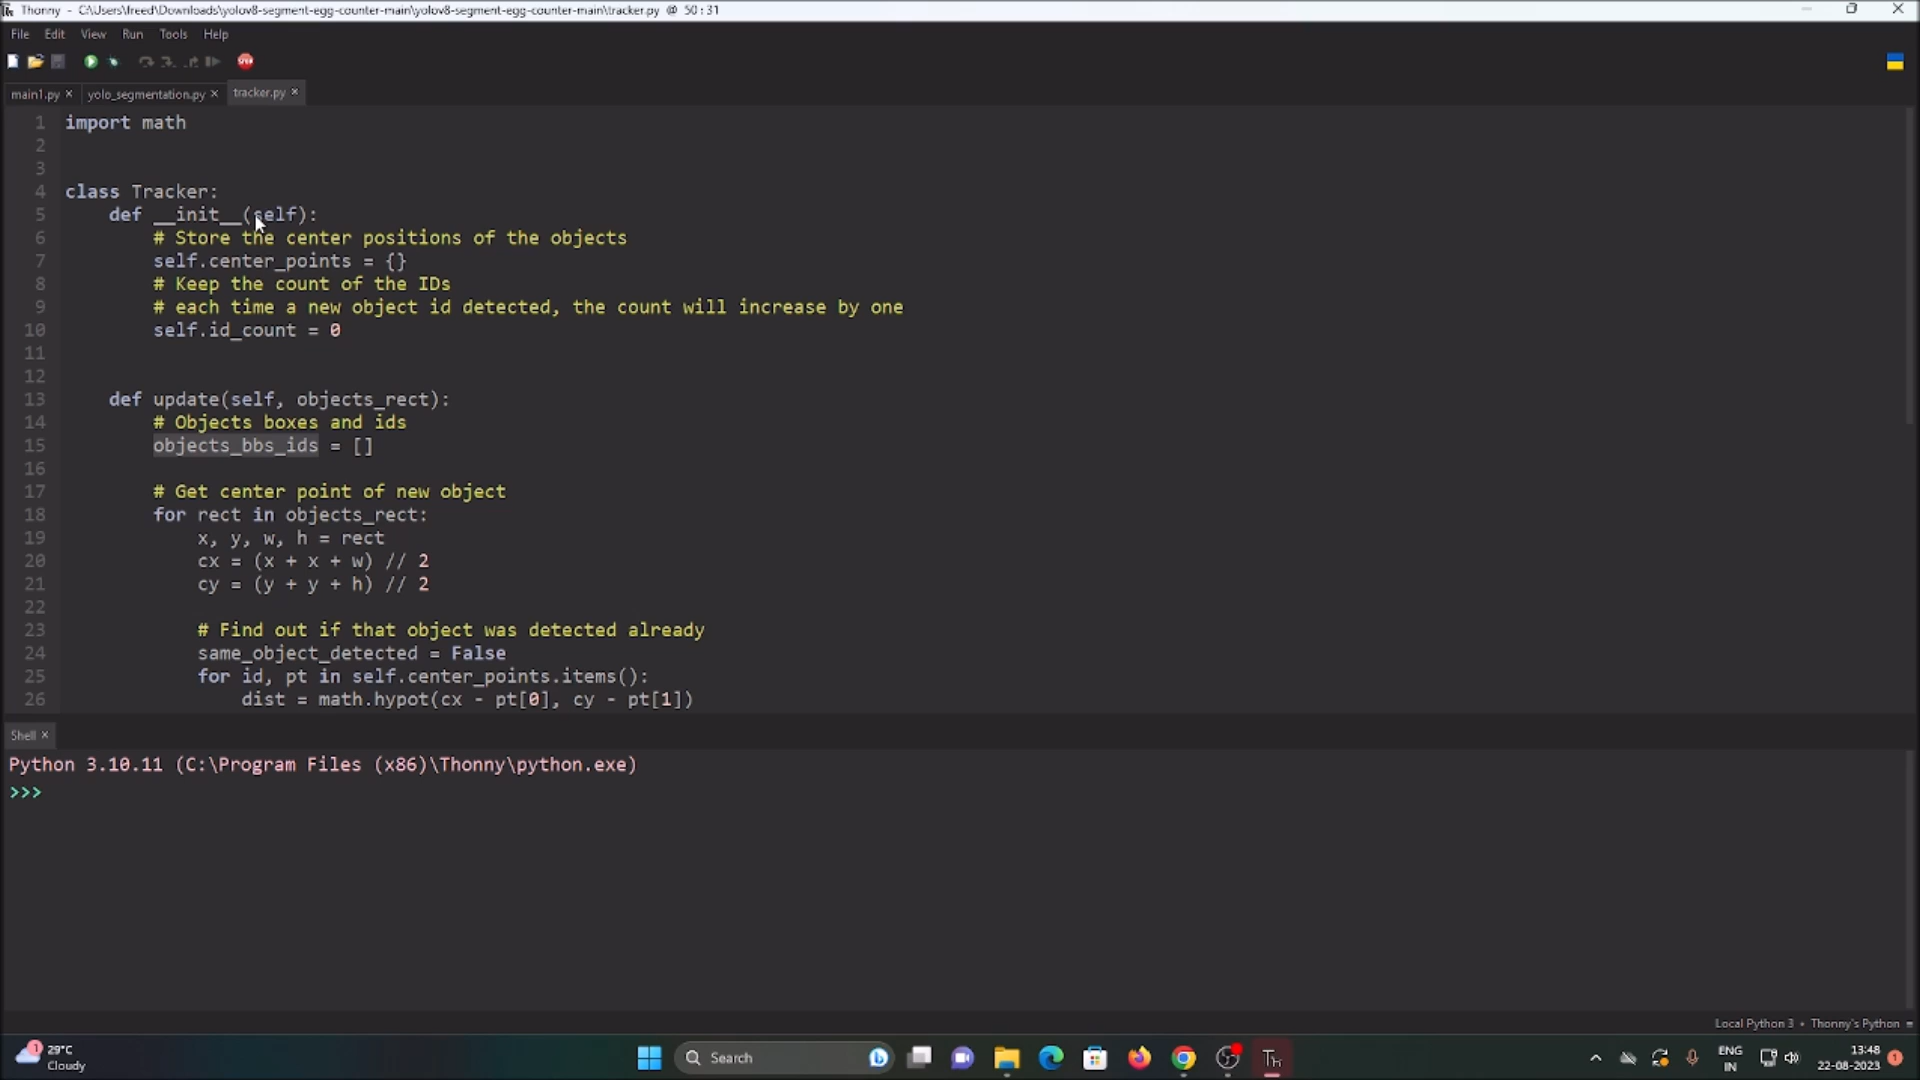 Thonny - C:\Users\freed\Downloads\yolov8-segment-egg-counter-main\yolov8-segment-egg-counter-main\tracker.py @ 50:31
File Edit View Run Tools Help
main1.py × yolo_segmentation.py × tracker.py ×
1 import math
2
3
4 class Tracker:
5     def __init__(self):
6         # Store the center positions of the objects
7         self.center_points = {}
8         # Keep the count of the IDs
9         # each time a new object id detected, the count will increase by one
10         self.id_count = 0
11
12
13     def update(self, objects_rect):
14         # Objects boxes and ids
15         objects_bbs_ids = []
16
17         # Get center point of new object
18         for rect in objects_rect:
19             x, y, w, h = rect
20             cx = (x + x + w) // 2
21             cy = (y + y + h) // 2
22
23             # Find out if that object was detected already
24             same_object_detected = False
25             for id, pt in self.center_points.items():
26                 dist = math.hypot(cx - pt[0], cy - pt[1])
Shell ×
Python 3.10.11 (C:\Program Files (x86)\Thonny\python.exe)
>>>
Local Python 3 • Thonny's Python ≡
1 29°C
Cloudy
Search
Th
ENG
IN
13:48
22-08-2023
1